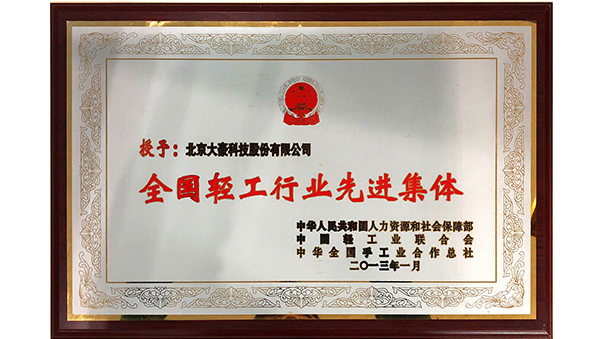 授予：北京大豪科技股份有限公司
全国轻工行业先进集体
中华人民共和国人力资源和社会保障部
中国轻工业联合会
中华全国手工业合作总社
二〇一三年一月